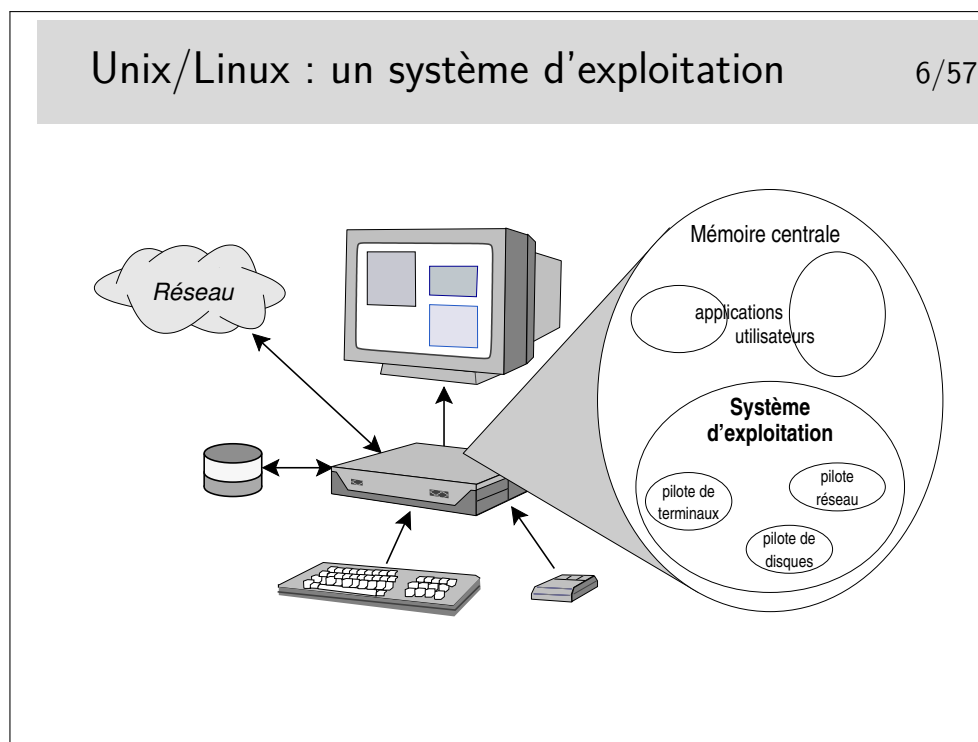 Unix/Linux : un système d'exploitation 6/57
Réseau
Mémoire centrale
applications
utilisateurs
Système
d'exploitation
pilote de
terminaux
pilote
réseau
pilote de
disques